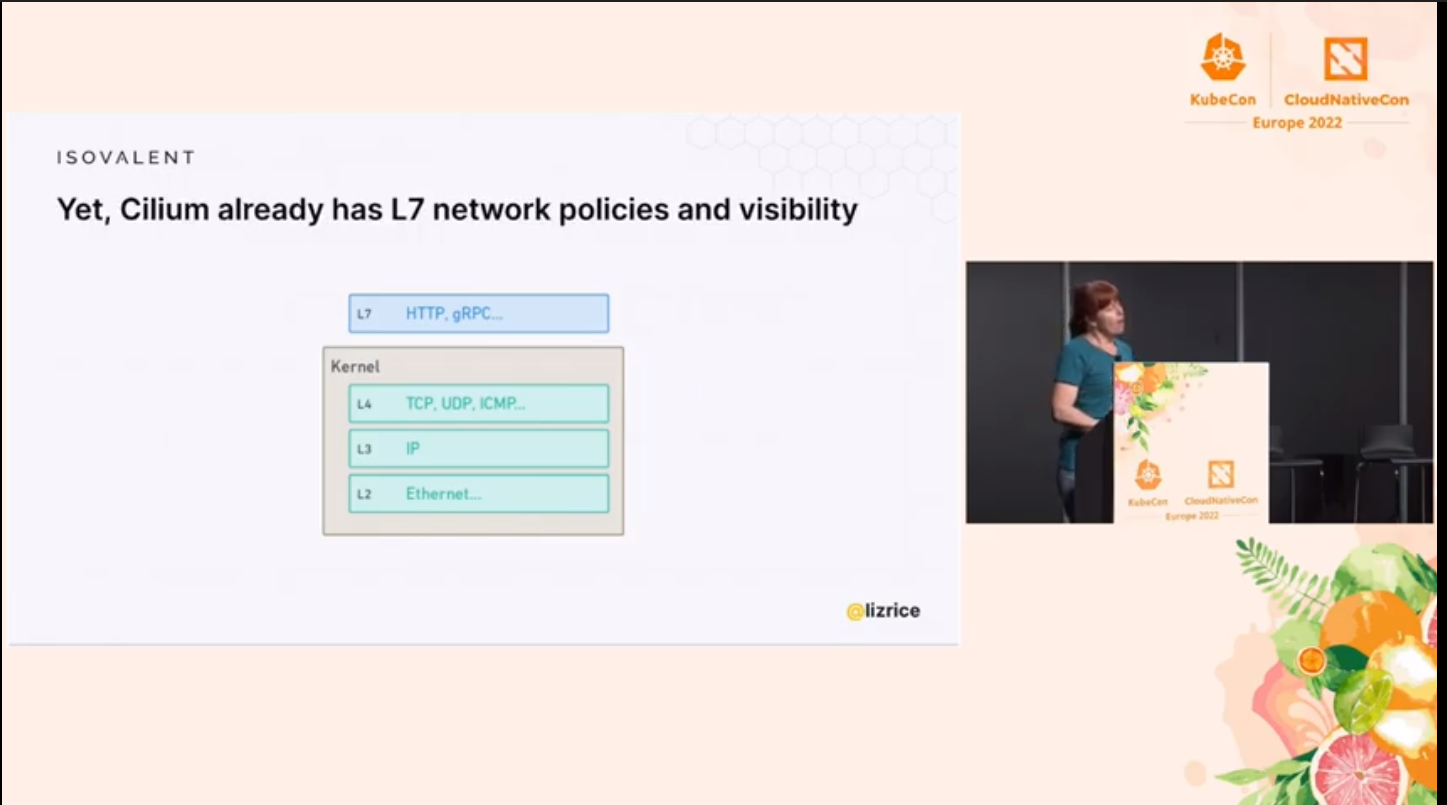 KubeCon
CloudNativeCon
Europe 2022
ISOVALENT
Yet, Cilium already has L7 network policies and visibility
L7 HTTP, gRPC...
Kernel
L4 TCP, UDP, ICMP...
L3 IP
L2 Ethernet...
@lizrice
KubeCon
CloudNativeCon
Europe 2022